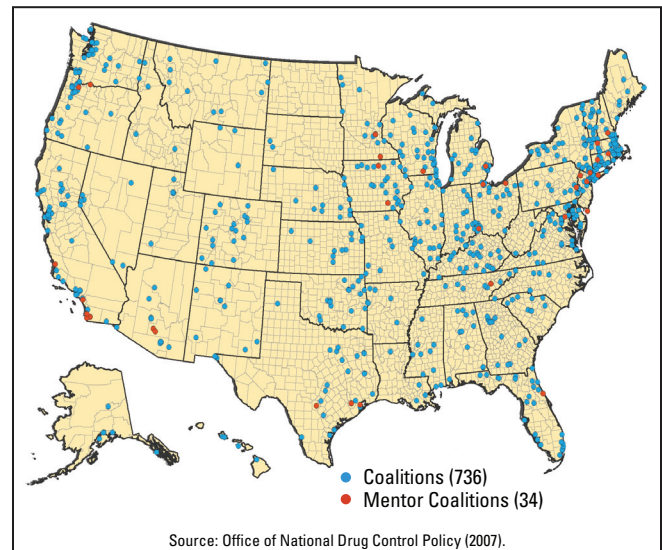 Coalitions (736)
Mentor Coalitions (34)
Source: Office of National Drug Control Policy (2007).